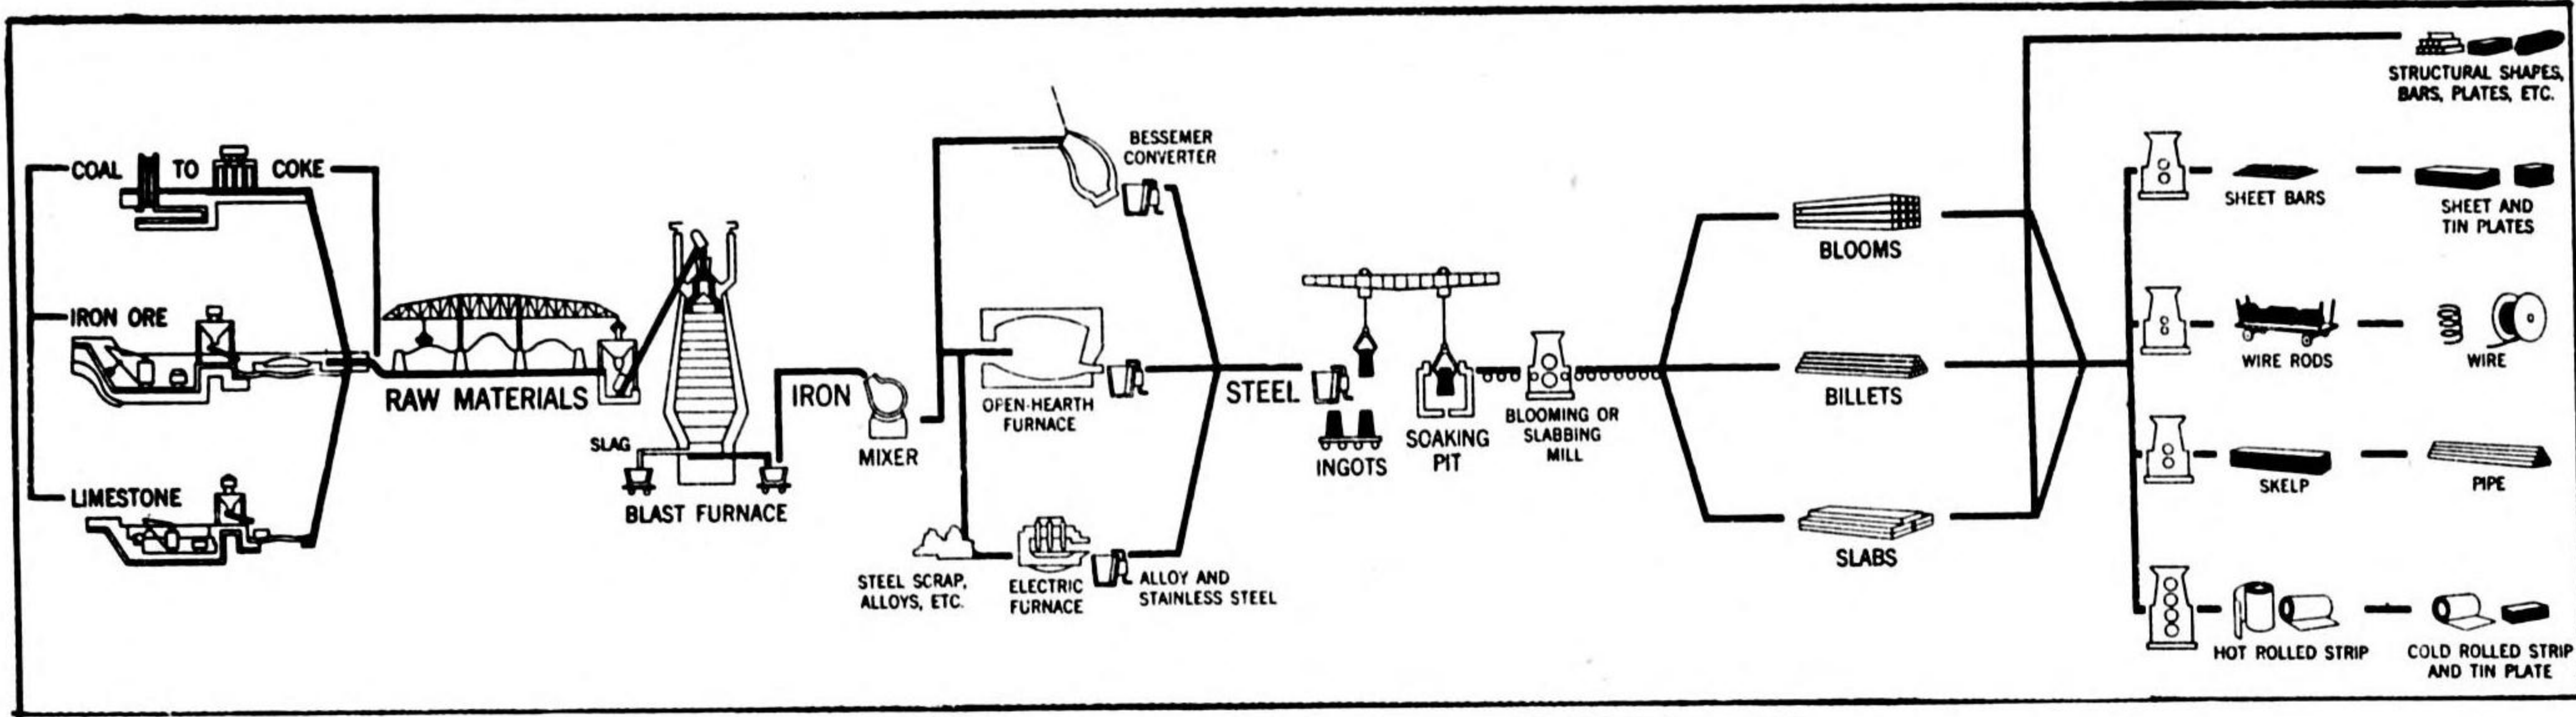 COAL TO COKE
IRON ORE
LIMESTONE
RAW MATERIALS
SLAG
BLAST FURNACE
IRON
MIXER
BESSEMER
CONVERTER
OPEN-HEARTH
FURNACE
STEEL SCRAP,
ALLOYS, ETC.
ELECTRIC
FURNACE
ALLOY AND
STAINLESS STEEL
STEEL
INGOTS
SOAKING
PIT
BLOOMING OR
SLABBING
MILL
BLOOMS
BILLETS
SLABS
STRUCTURAL SHAPES,
BARS, PLATES, ETC.
SHEET BARS
SHEET AND
TIN PLATES
WIRE RODS
WIRE
SKELP
PIPE
HOT ROLLED STRIP
COLD ROLLED STRIP
AND TIN PLATE